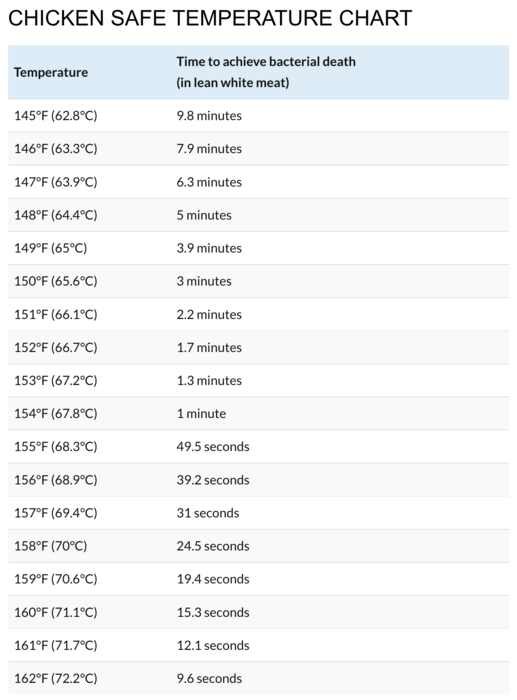 CHICKEN SAFE TEMPERATURE CHART
Temperature
Time to achieve bacterial death
(in lean white meat)
145°F (62.8°C) 9.8 minutes
146°F (63.3°C) 7.9 minutes
147°F (63.9°C) 6.3 minutes
148°F (64.4°C) 5 minutes
149°F (65°C) 3.9 minutes
150°F (65.6°C) 3 minutes
151°F (66.1°C) 2.2 minutes
152°F (66.7°C) 1.7 minutes
153°F (67.2°C) 1.3 minutes
154°F (67.8°C) 1 minute
155°F (68.3°C) 49.5 seconds
156°F (68.9°C) 39.2 seconds
157°F (69.4°C) 31 seconds
158°F (70°C) 24.5 seconds
159°F (70.6°C) 19.4 seconds
160°F (71.1°C) 15.3 seconds
161°F (71.7°C) 12.1 seconds
162°F (72.2°C) 9.6 seconds